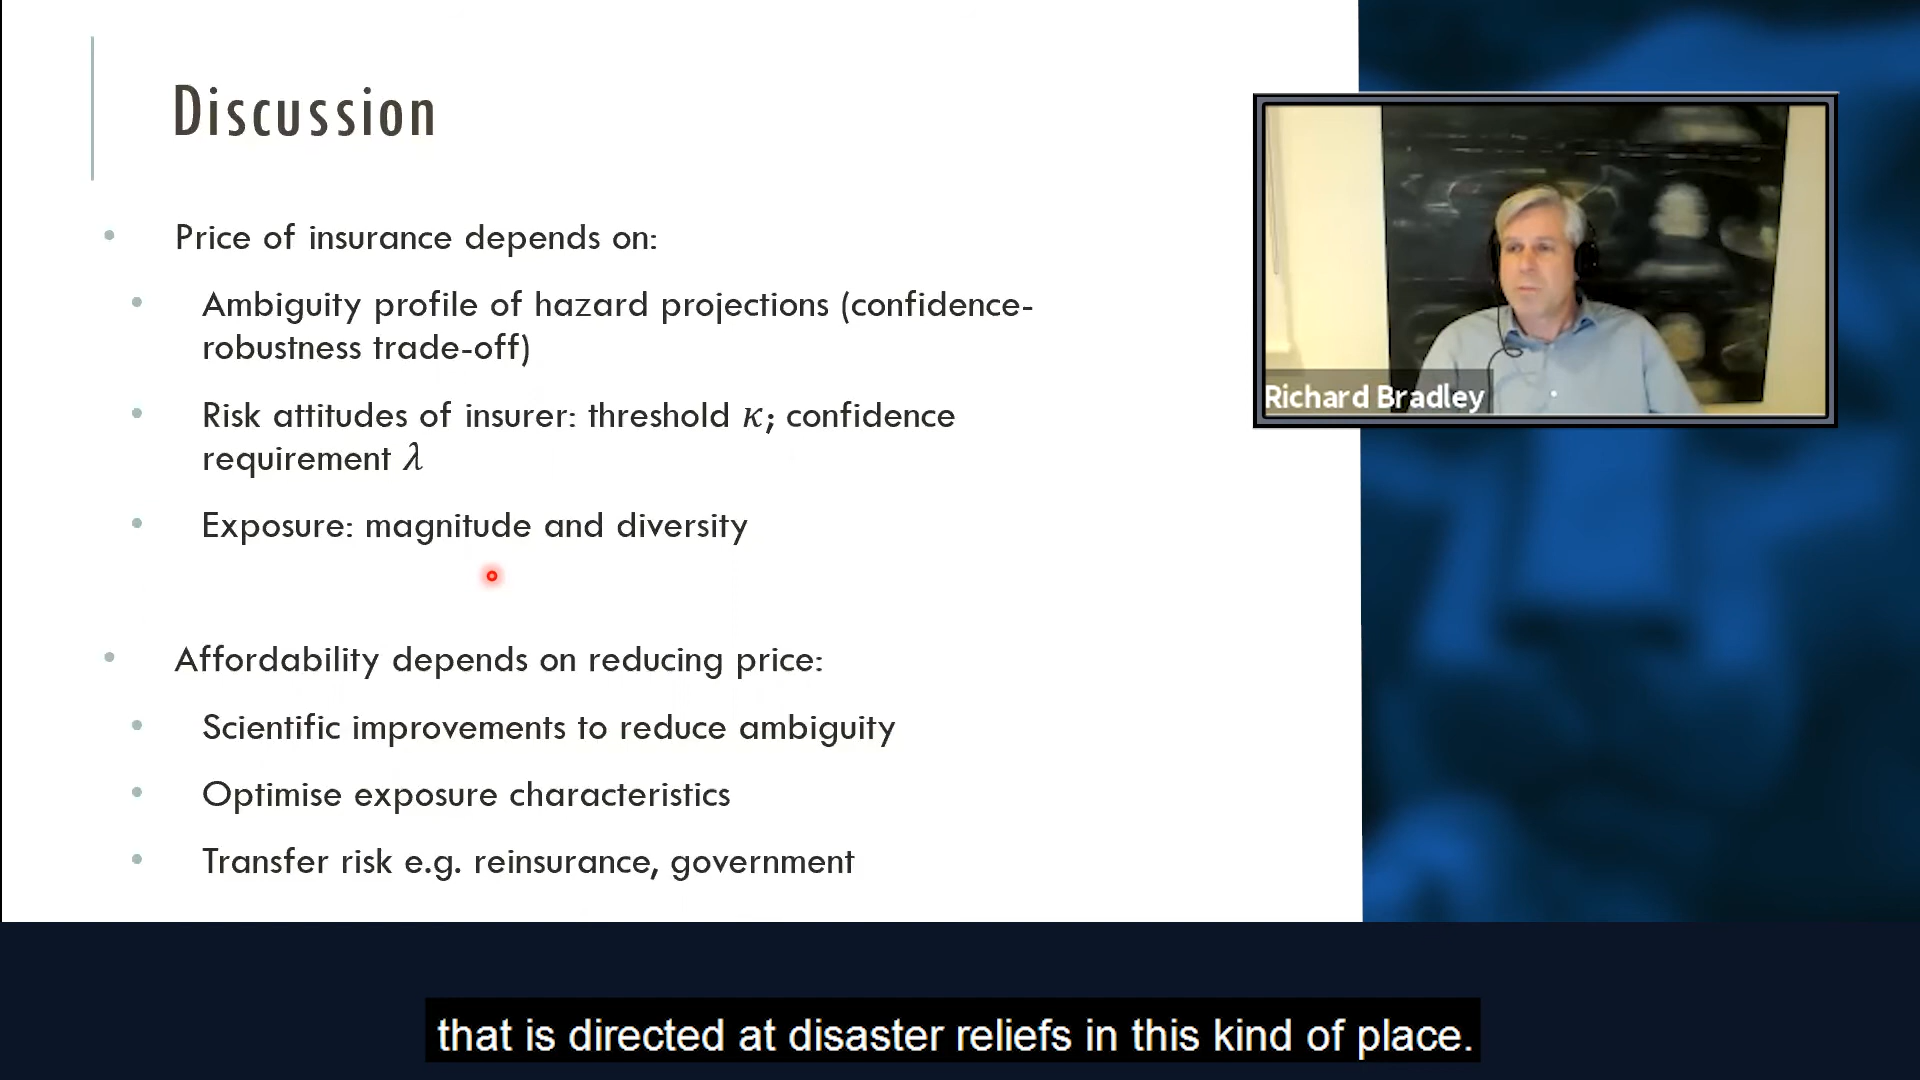 Discussion
• Price of insurance depends on:
• Ambiguity profile of hazard projections (confidence-
robustness trade-off)
• Risk attitudes of insurer: threshold κ; confidence
requirement λ
• Exposure: magnitude and diversity
• Affordability depends on reducing price:
• Scientific improvements to reduce ambiguity
• Optimise exposure characteristics
• Transfer risk e.g. reinsurance, government
Richard Bradley
that is directed at disaster reliefs in this kind of place.